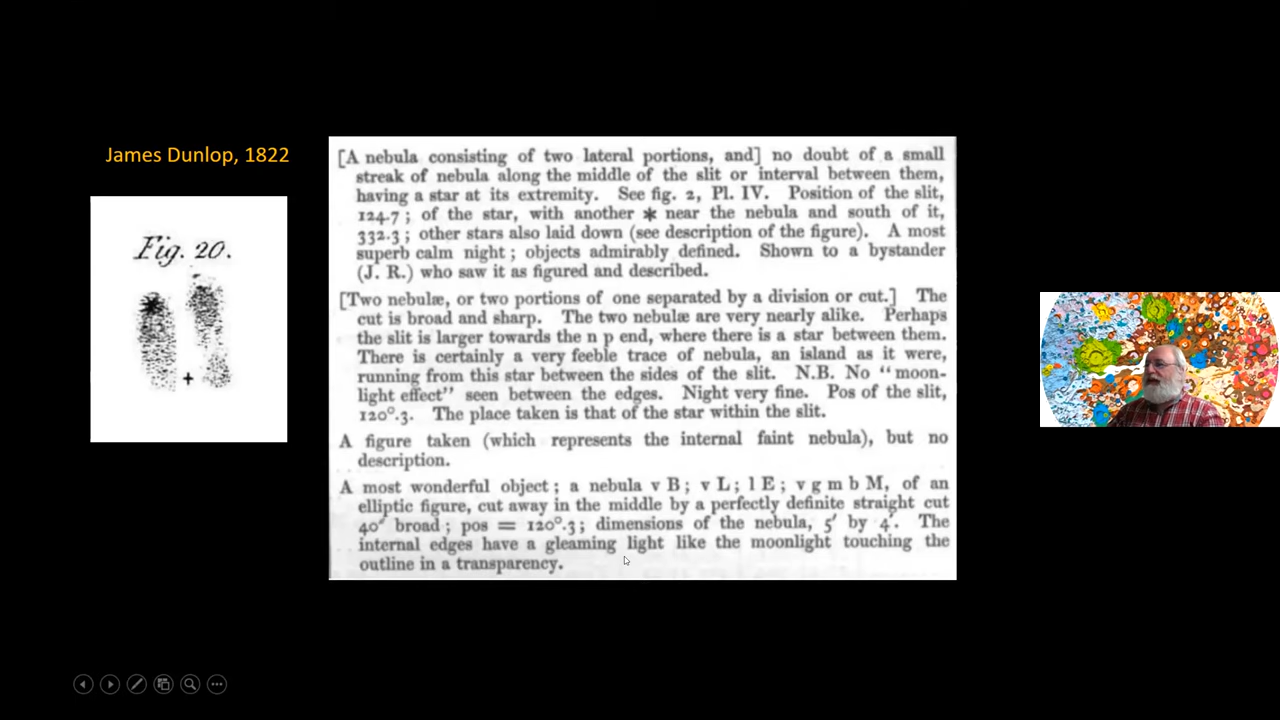 James Dunlop, 1822
Fig. 20.
[A nebula consisting of two lateral portions, and] no doubt of a small
streak of nebula along the middle of the slit or interval between them,
having a star at its extremity. See fig. 2, Pl. IV. Position of the slit,
124.7; of the star, with another * near the nebula and south of it,
332.3; other stars also laid down (see description of the figure). A most
superb calm night; objects admirably defined. Shown to a bystander
(J. R.) who saw it as figured and described.
[Two nebulæ, or two portions of one separated by a division or cut.] The
cut is broad and sharp. The two nebulæ are very nearly alike. Perhaps
the slit is larger towards the n p end, where there is a star between them.
There is certainly a very feeble trace of nebula, an island as it were,
running from this star between the sides of the slit. N.B. No “moon-
light effect” seen between the edges. Night very fine. Pos of the slit,
120°.3. The place taken is that of the star within the slit.
A figure taken (which represents the internal faint nebula), but no
description.
A most wonderful object; a nebula v B; v L; l E; v g m b M, of an
elliptic figure, cut away in the middle by a perfectly definite straight cut
40″ broad; pos = 120°.3; dimensions of the nebula, 5′ by 4′. The
internal edges have a gleaming light like the moonlight touching the
outline in a transparency.